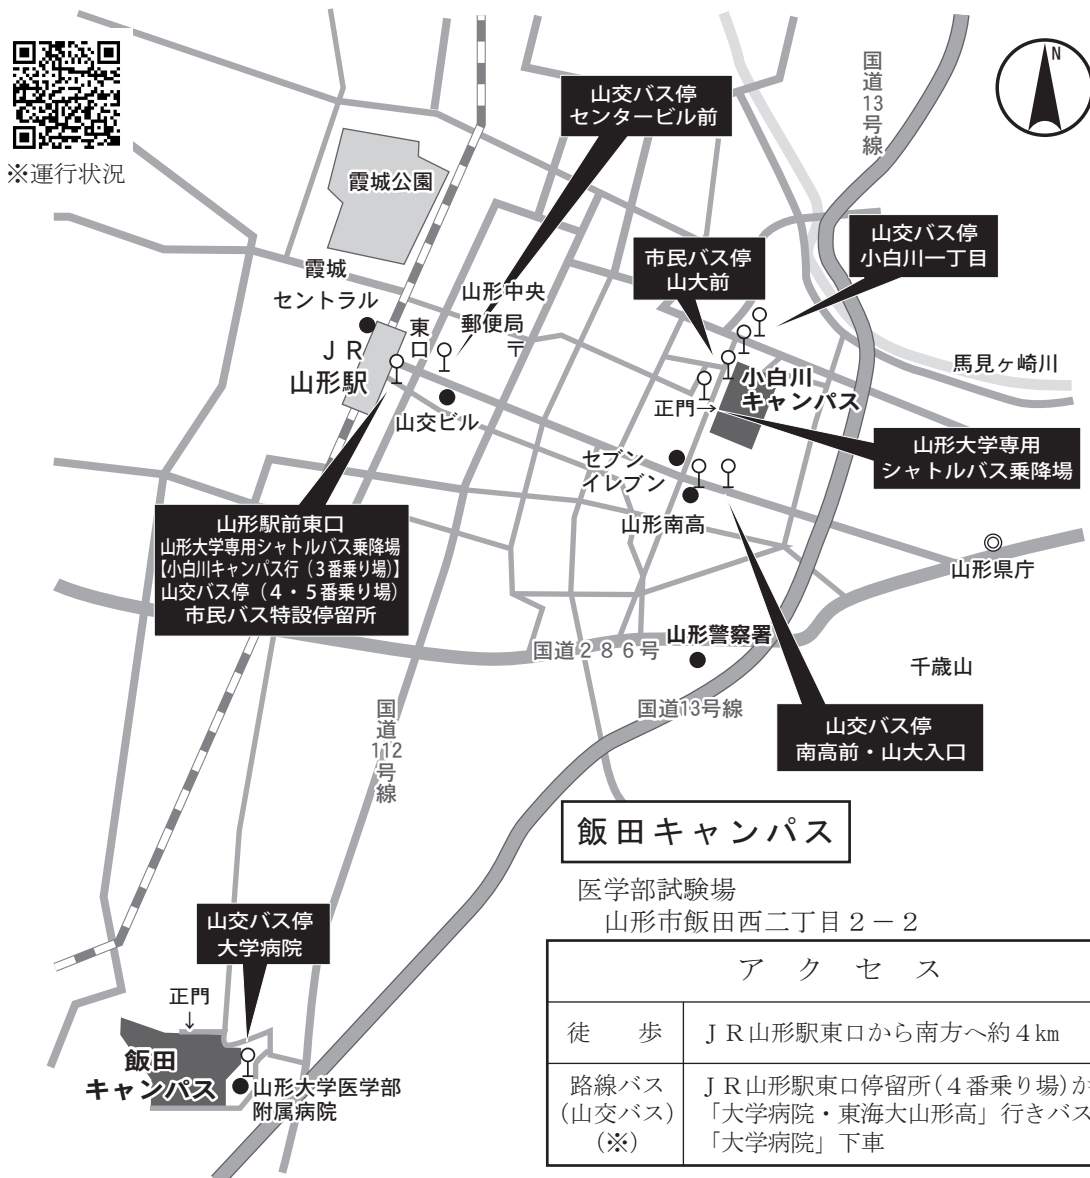 ※運行状況
国道13号線
N
山交バス停
センタービル前
霞城公園
山交バス停
小白川一丁目
市民バス停
山大前
霞城
セントラル
山形中央
郵便局
〒
東口
ＪＲ
山形駅
馬見ヶ崎川
小白川
キャンパス
正門→
山交ビル
山形大学専用
シャトルバス乗降場
セブン
イレブン
山形南高
山形駅前東口
山形大学専用シャトルバス乗降場
【小白川キャンパス行（３番乗り場）】
山交バス停（４・５番乗り場）
市民バス特設停留所
山形県庁
山形警察署
国道２８６号
千歳山
国道13号線
国道112号線
山交バス停
南高前・山大入口
飯田キャンパス
医学部試験場
山形市飯田西二丁目２－２
アクセス
徒歩
ＪＲ山形駅東口から南方へ約４㎞
路線バス
(山交バス)
(※)
ＪＲ山形駅東口停留所(４番乗り場)か
「大学病院・東海大山形高」行きバス
「大学病院」下車
山交バス停
大学病院
正門
↓
飯田
キャンパス
山形大学医学部
附属病院